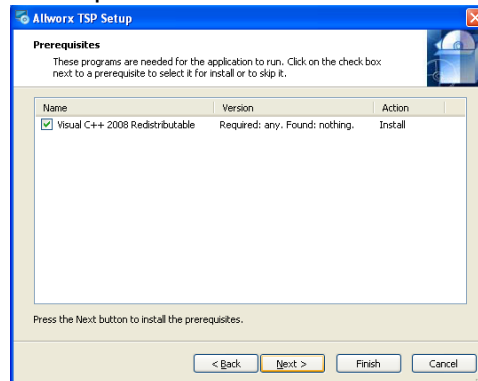 Allworx TSP Setup
Prerequisites
These programs are needed for the application to run. Click on the check box
next to a prerequisite to select it for install or to skip it.
Name Version Action
Visual C++ 2008 Redistributable Required: any. Found: nothing. Install
Press the Next button to install the prerequisites.
< Back Next > Finish Cancel